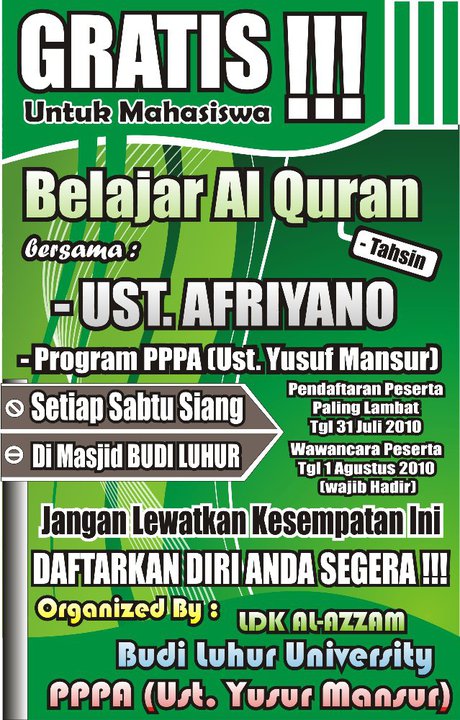 GRATIS !!!
Untuk Mahasiswa
Belajar Al Quran
- Tahsin
bersama :
- UST. AFRIYANO
- Program PPPA (Ust. Yusuf Mansur)
Setiap Sabtu Siang
Di Masjid BUDI LUHUR
Pendaftaran Peserta
Paling Lambat
Tgl 31 Juli 2010
Wawancara Peserta
Tgl 1 Agustus 2010
(wajib Hadir)
Jangan Lewatkan Kesempatan Ini
DAFTARKAN DIRI ANDA SEGERA !!!
Organized By :
LDK AL-AZZAM
Budi Luhur University
PPPA (Ust. Yusur Mansur)